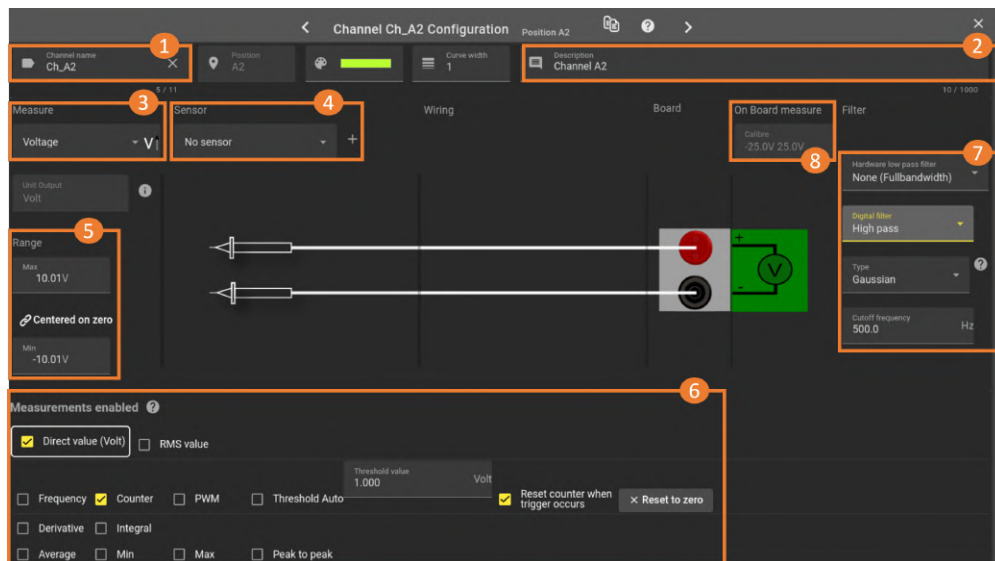 Channel Ch_A2 Configuration Position A2
1
2
Channel name
Ch_A2
Position
A2
Curve width
1
Description
Channel A2
5 / 11
10 / 1000
3
4
Measure
Sensor
Wiring
Board
On Board measure
Filter
Voltage
V
No sensor
+
Calibre
-25.0V 25.0V
8
7
Hardware low pass filter
None (Fullbandwidth)
Unit Output
Volt
Digital filter
High pass
5
Range
Max
10.01V
+
V
-
Type
Gaussian
Centered on zero
Cutoff frequency
500.0 Hz
Min
-10.01V
6
Measurements enabled
Direct value (Volt) RMS value
Threshold value
1.000 Volt
Frequency Counter PWM Threshold Auto
Reset counter when
trigger occurs
× Reset to zero
Derivative Integral
Average Min Max Peak to peak